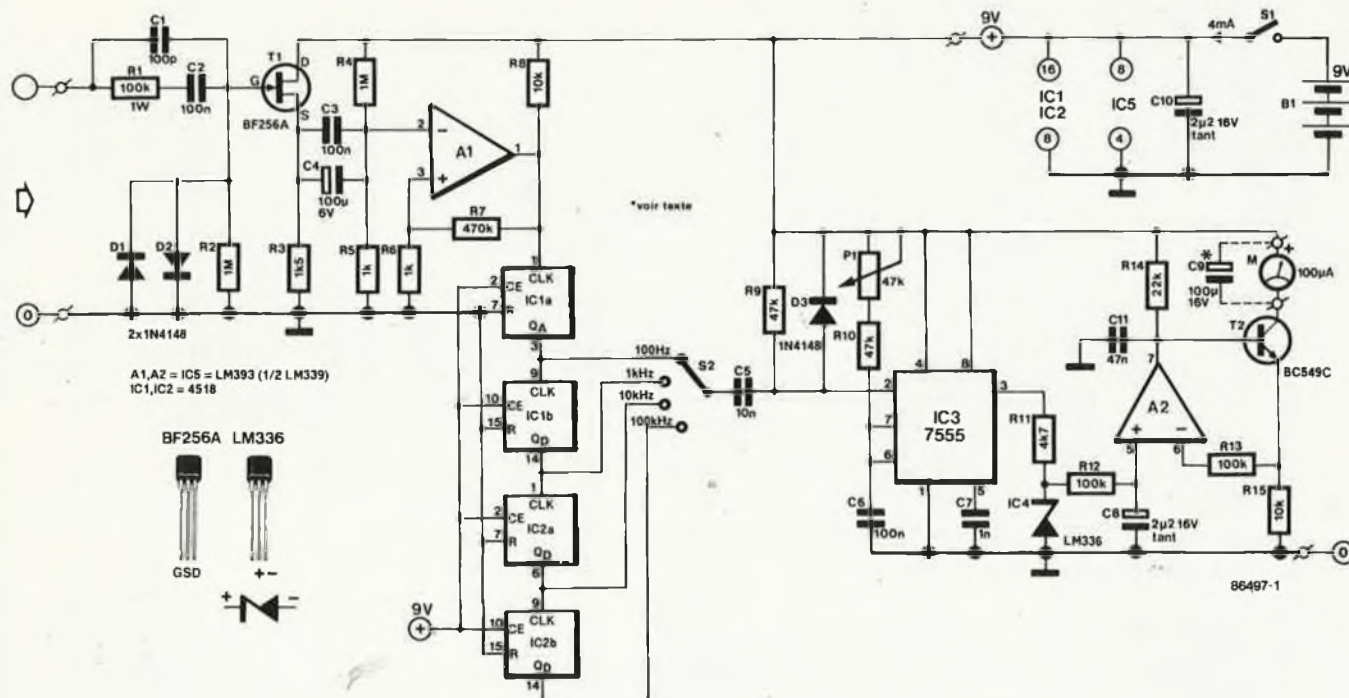 C1
100p
R1
100k
1W
C2
100n
T1
D
G
S
BF256A
R4
1M
C3
100n
C4
100µ
6V
2
3
−
+
A1
1
R8
10k
R7
470k
D1
D2
2x1N4148
R2
1M
R3
1k5
R5
1k
R6
1k
*voir texte
9V
+
16
IC1
IC2
8
8
IC5
4
4mA
S1
C10
2µ2 16V
tant
9V
B1
1
CLK
2
CE
IC1a
7
R
QA
3
9
CLK
10
CE
IC1b
15
R
QD
14
1
CLK
2
CE
IC2a
7
R
QD
6
9
CLK
10
CE
IC2b
15
R
QD
14
9V
+
100Hz
1kHz
10kHz
100kHz
S2
C5
10n
R9
47k
D3
1N4148
P1
47k
R10
47k
4
8
2
7
6
IC3
7555
3
1
5
C6
100n
C7
1n
R11
4k7
IC4
LM336
R12
100k
C8
2µ2 16V
tant
C11
47n
R14
22k
7
A2
+
−
5
6
R13
100k
R15
10k
*
C9
100µ
16V
M
+
100µA
T2
BC549C
0
0
86497-1
A1,A2 = IC5 = LM393 (1/2 LM339)
IC1,IC2 = 4518
BF256A LM336
GSD
+−
+
−